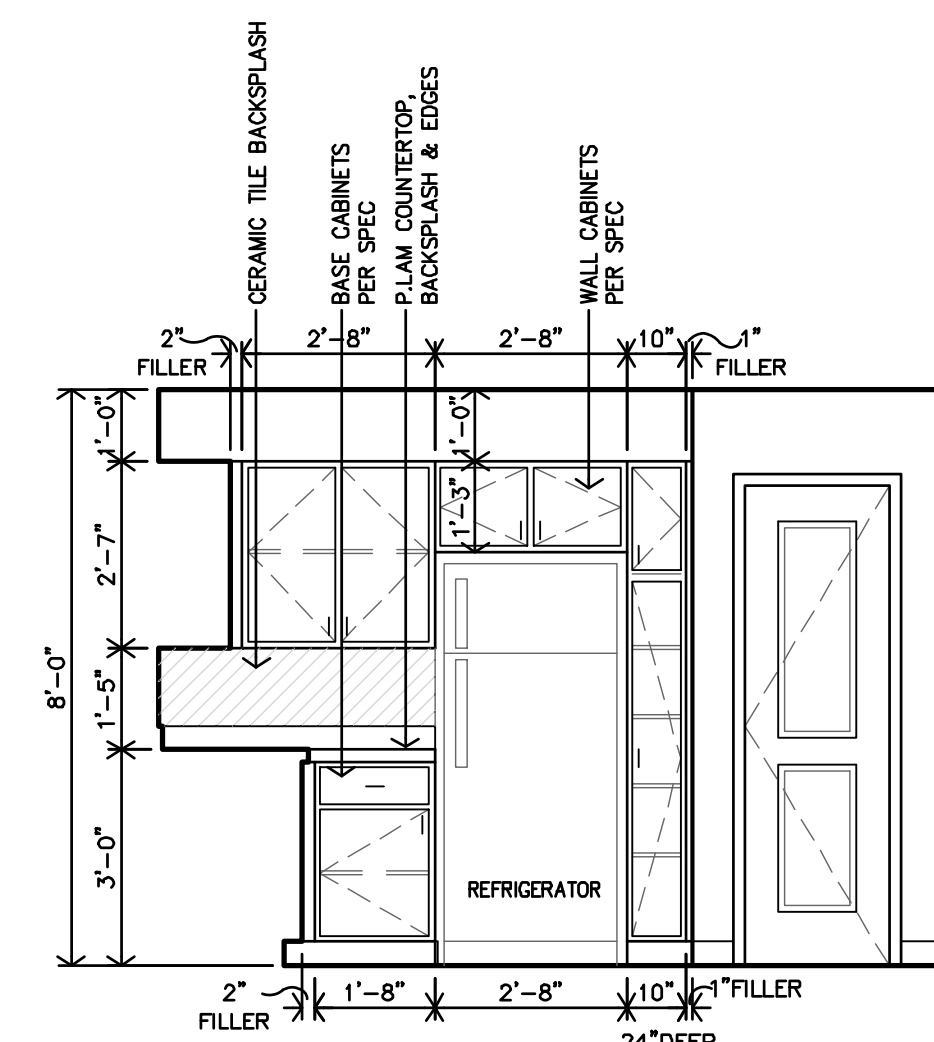 CERAMIC TILE BACKSPLASH
BASE CABINETS
PER SPEC
P.LAM COUNTERTOP,
BACKSPLASH & EDGES
WALL CABINETS
PER SPEC
2"
FILLER
2'-8"
2'-8"
10"
1"
FILLER
1'-0"
1'-0"
1'-3"
2'-7"
8'-0"
1'-5"
3'-0"
REFRIGERATOR
2"
FILLER
1'-8"
2'-8"
10"
1"FILLER
24"DEEP